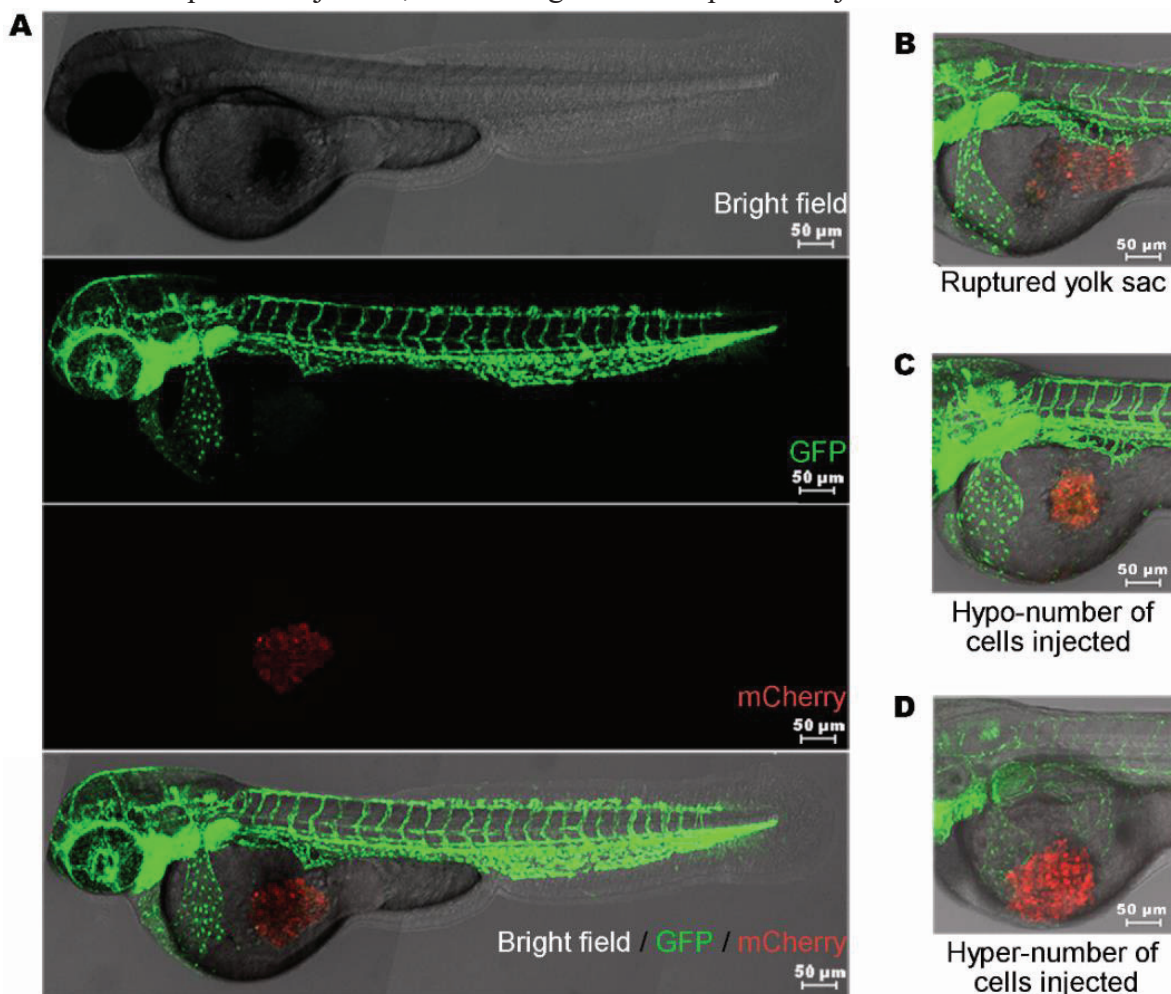 A
Bright field
50 µm
GFP
50 µm
mCherry
50 µm
Bright field / GFP / mCherry
50 µm
B
50 µm
Ruptured yolk sac
C
50 µm
Hypo-number of
cells injected
D
50 µm
Hyper-number of
cells injected